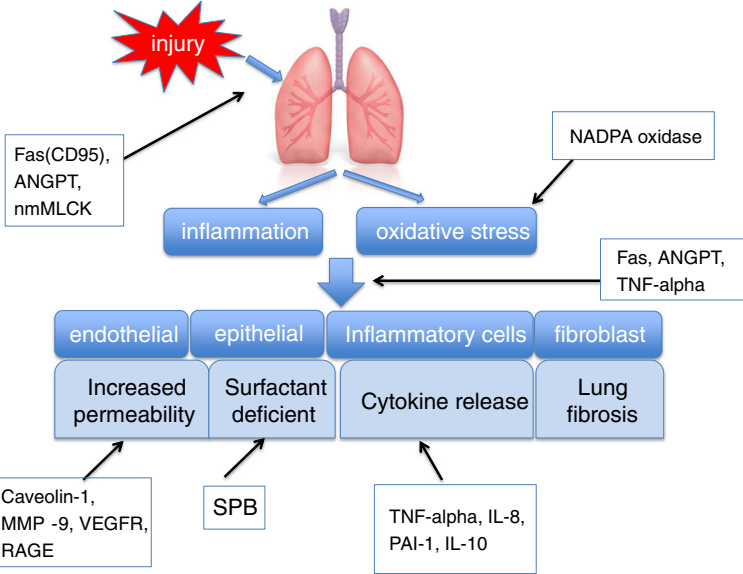 injury
Fas(CD95),
ANGPT,
nmMLCK
NADPA oxidase
inflammation
oxidative stress
Fas, ANGPT,
TNF-alpha
endothelial
epithelial
Inflammatory cells
fibroblast
Increased
permeability
Surfactant
deficient
Cytokine release
Lung
fibrosis
Caveolin-1,
MMP -9, VEGFR,
RAGE
SPB
TNF-alpha, IL-8,
PAI-1, IL-10